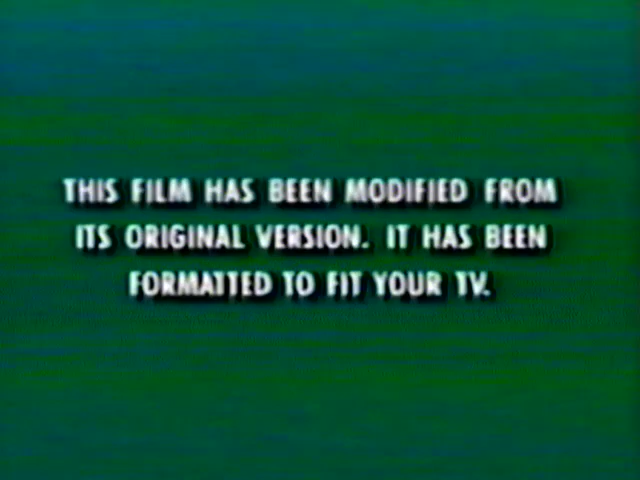 THIS FILM HAS BEEN MODIFIED FROM
ITS ORIGINAL VERSION. IT HAS BEEN
FORMATTED TO FIT YOUR TV.